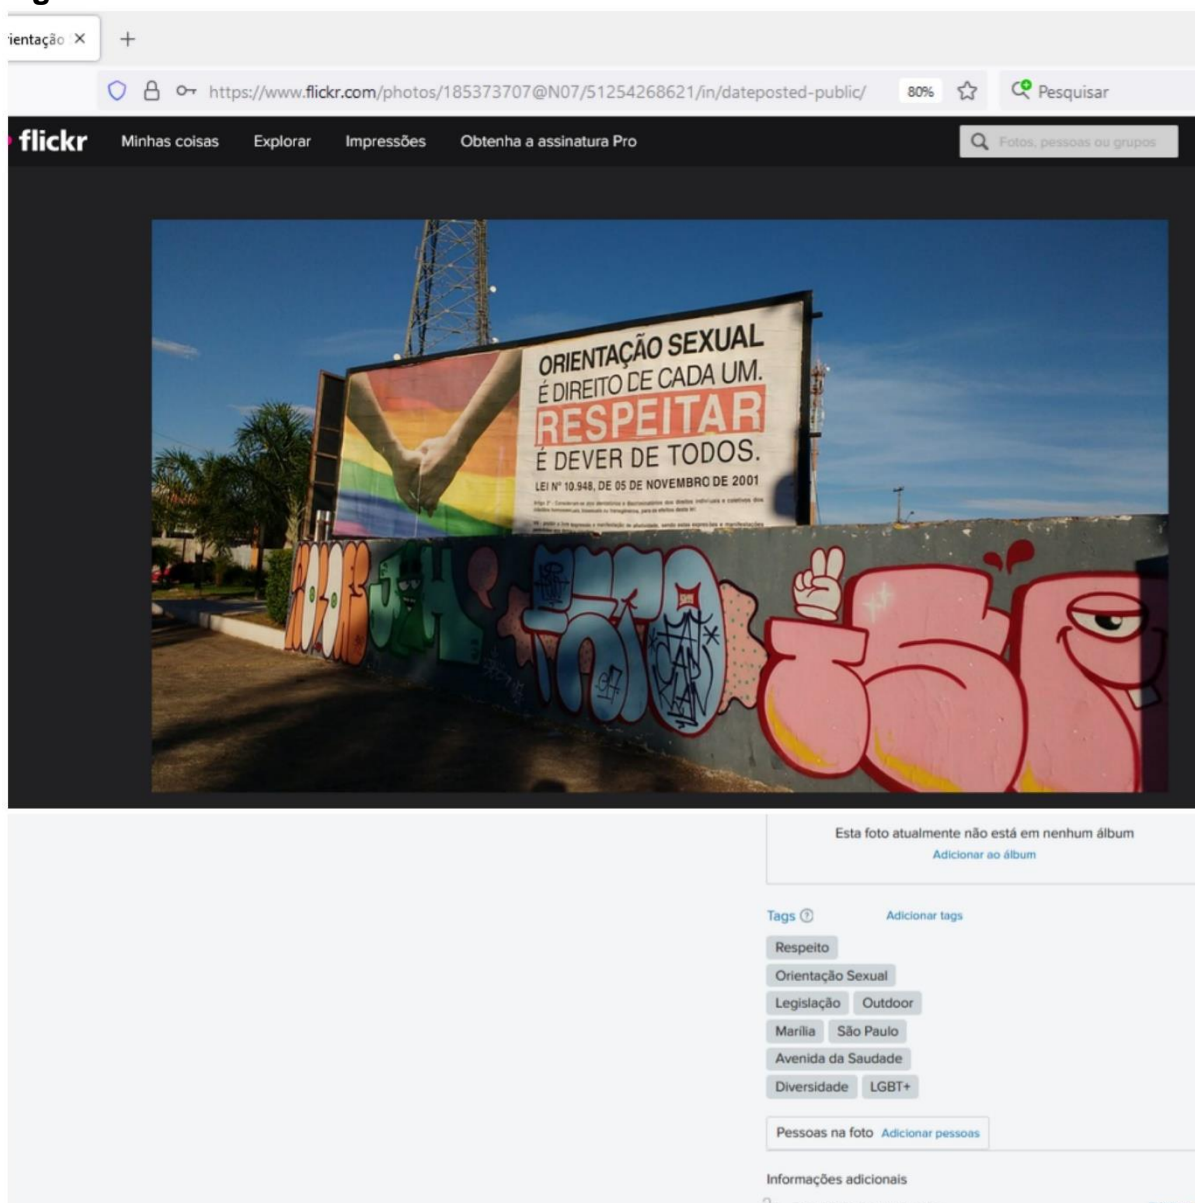 ientação
https://www.flickr.com/photos/185373707@N07/51254268621/in/dateposted-public/ 80% Pesquisar
flickr Minhas coisas Explorar Impressões Obtenha a assinatura Pro Fotos, pessoas ou grupos
ORIENTAÇÃO SEXUAL
É DIREITO DE CADA UM.
RESPEITAR
É DEVER DE TODOS.
LEI Nº 10.948, DE 05 DE NOVEMBRO DE 2001
Esta foto atualmente não está em nenhum álbum
Adicionar ao álbum
Tags Adicionar tags
Respeito
Orientação Sexual
Legislação Outdoor
Marília São Paulo
Avenida da Saudade
Diversidade LGBT+
Pessoas na foto Adicionar pessoas
Informações adicionais